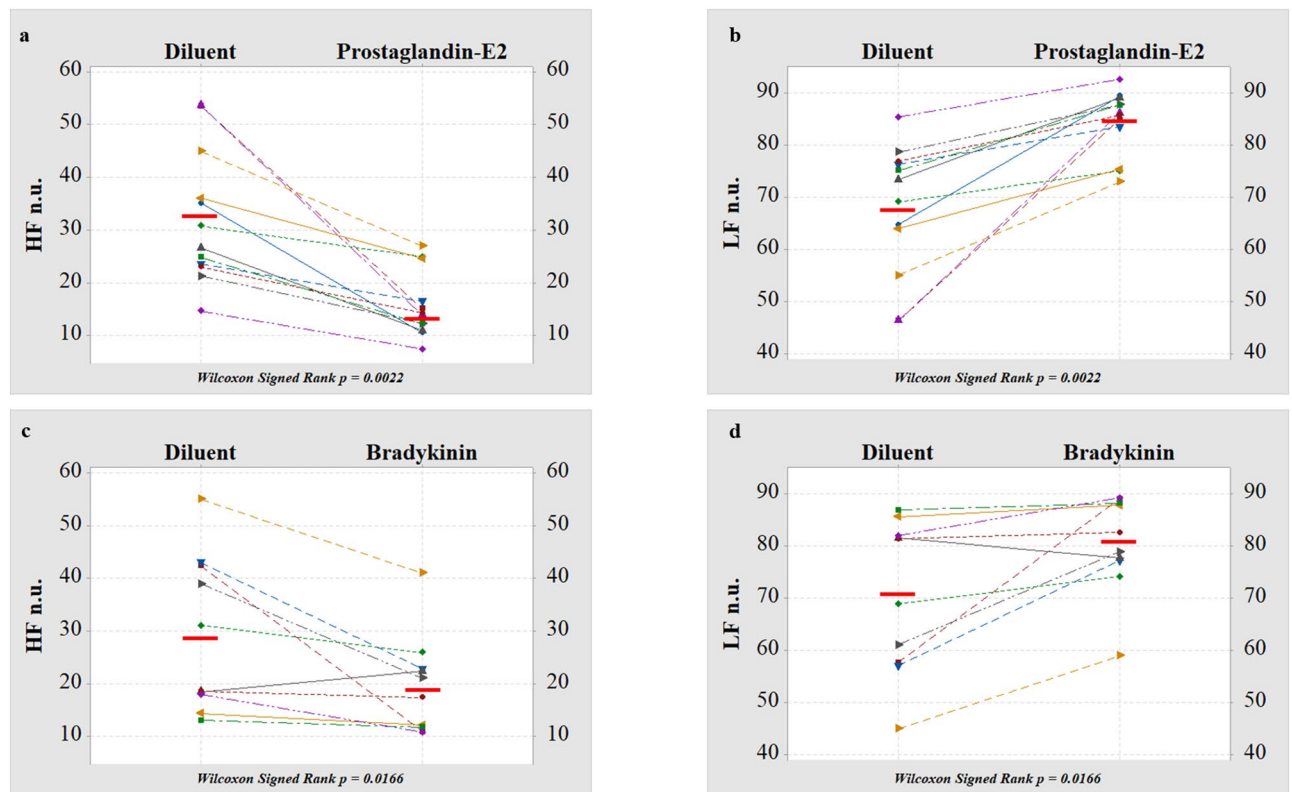 a
Diluent Prostaglandin-E2
60 60
50 50
40 40
30 30
20 20
10 10
HF n.u.
Wilcoxon Signed Rank p = 0.0022
b
Diluent Prostaglandin-E2
90 90
80 80
70 70
60 60
50 50
40 40
LF n.u.
Wilcoxon Signed Rank p = 0.0022
c
Diluent Bradykinin
60 60
50 50
40 40
30 30
20 20
10 10
HF n.u.
Wilcoxon Signed Rank p = 0.0166
d
Diluent Bradykinin
90 90
80 80
70 70
60 60
50 50
40 40
LF n.u.
Wilcoxon Signed Rank p = 0.0166